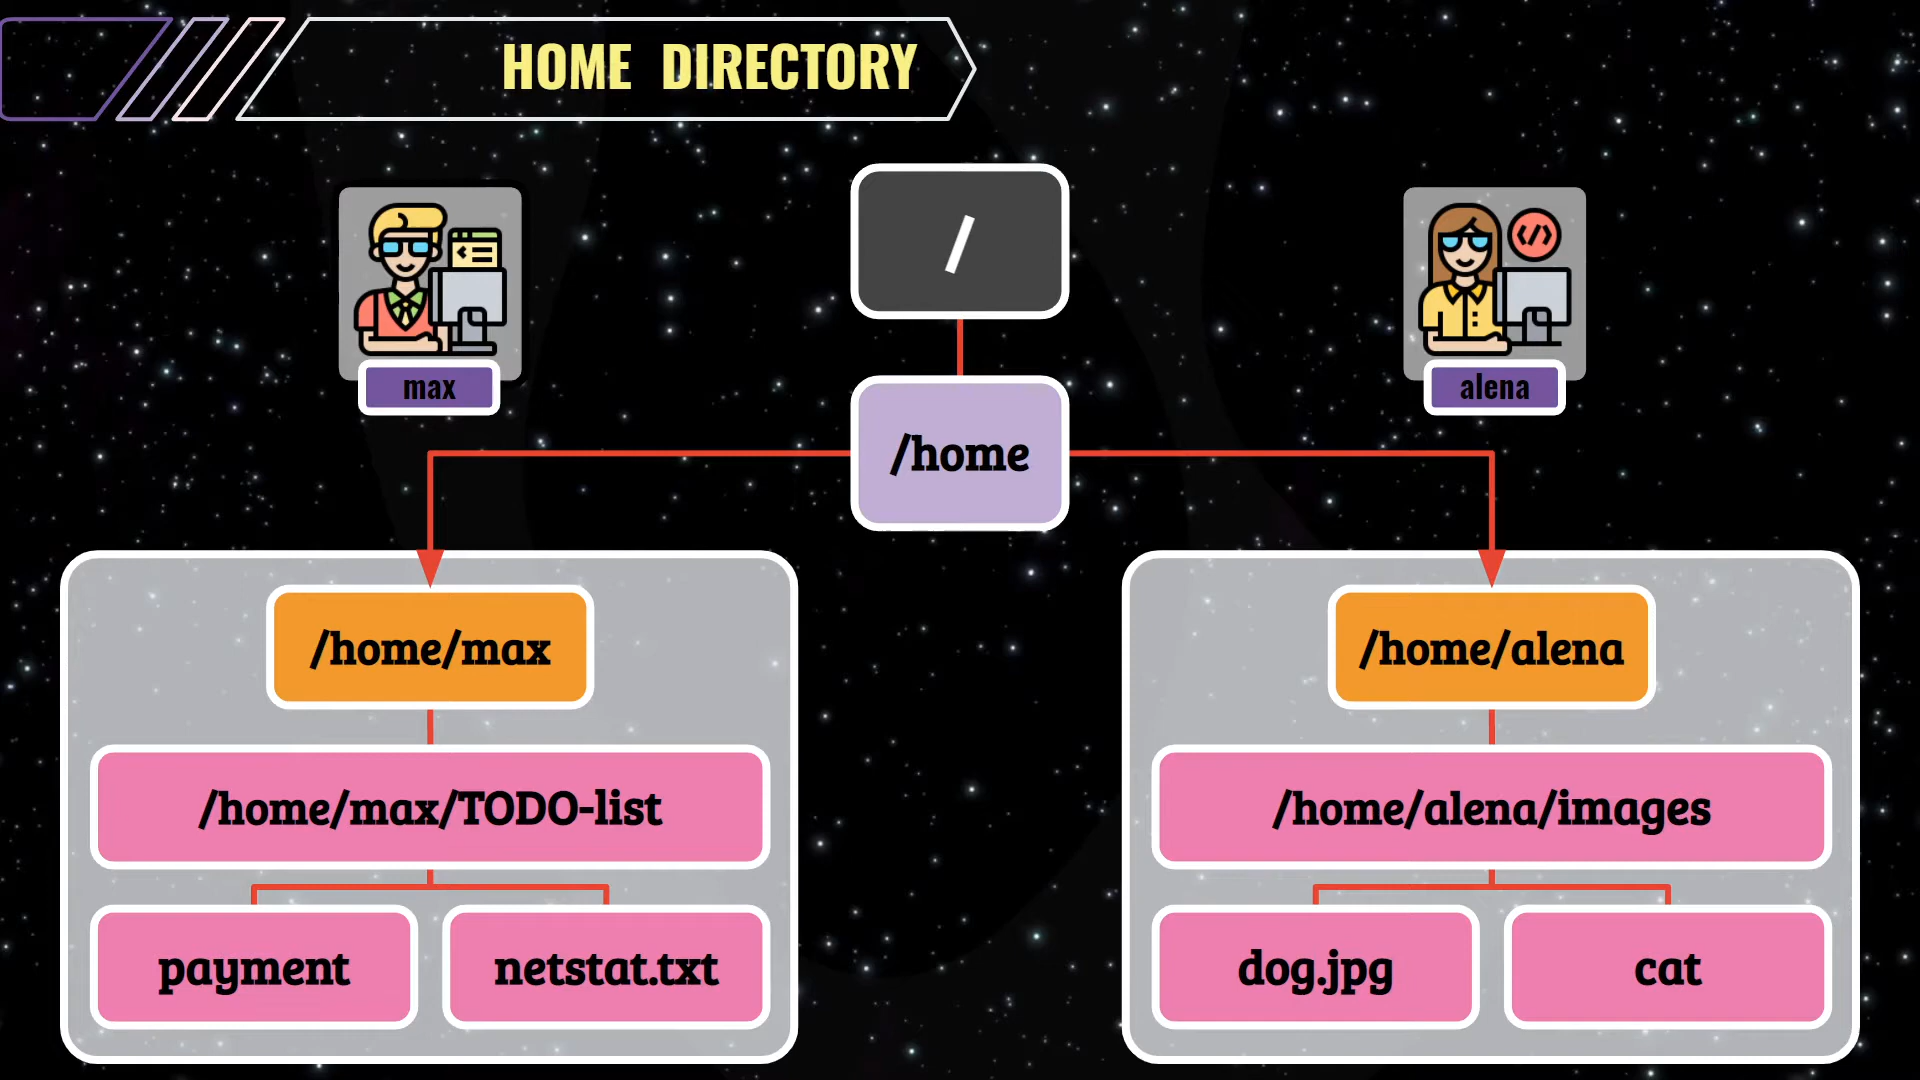 HOME DIRECTORY
/
max
alena
</>
/home
/home/max
/home/alena
/home/max/TODO-list
/home/alena/images
payment
netstat.txt
dog.jpg
cat